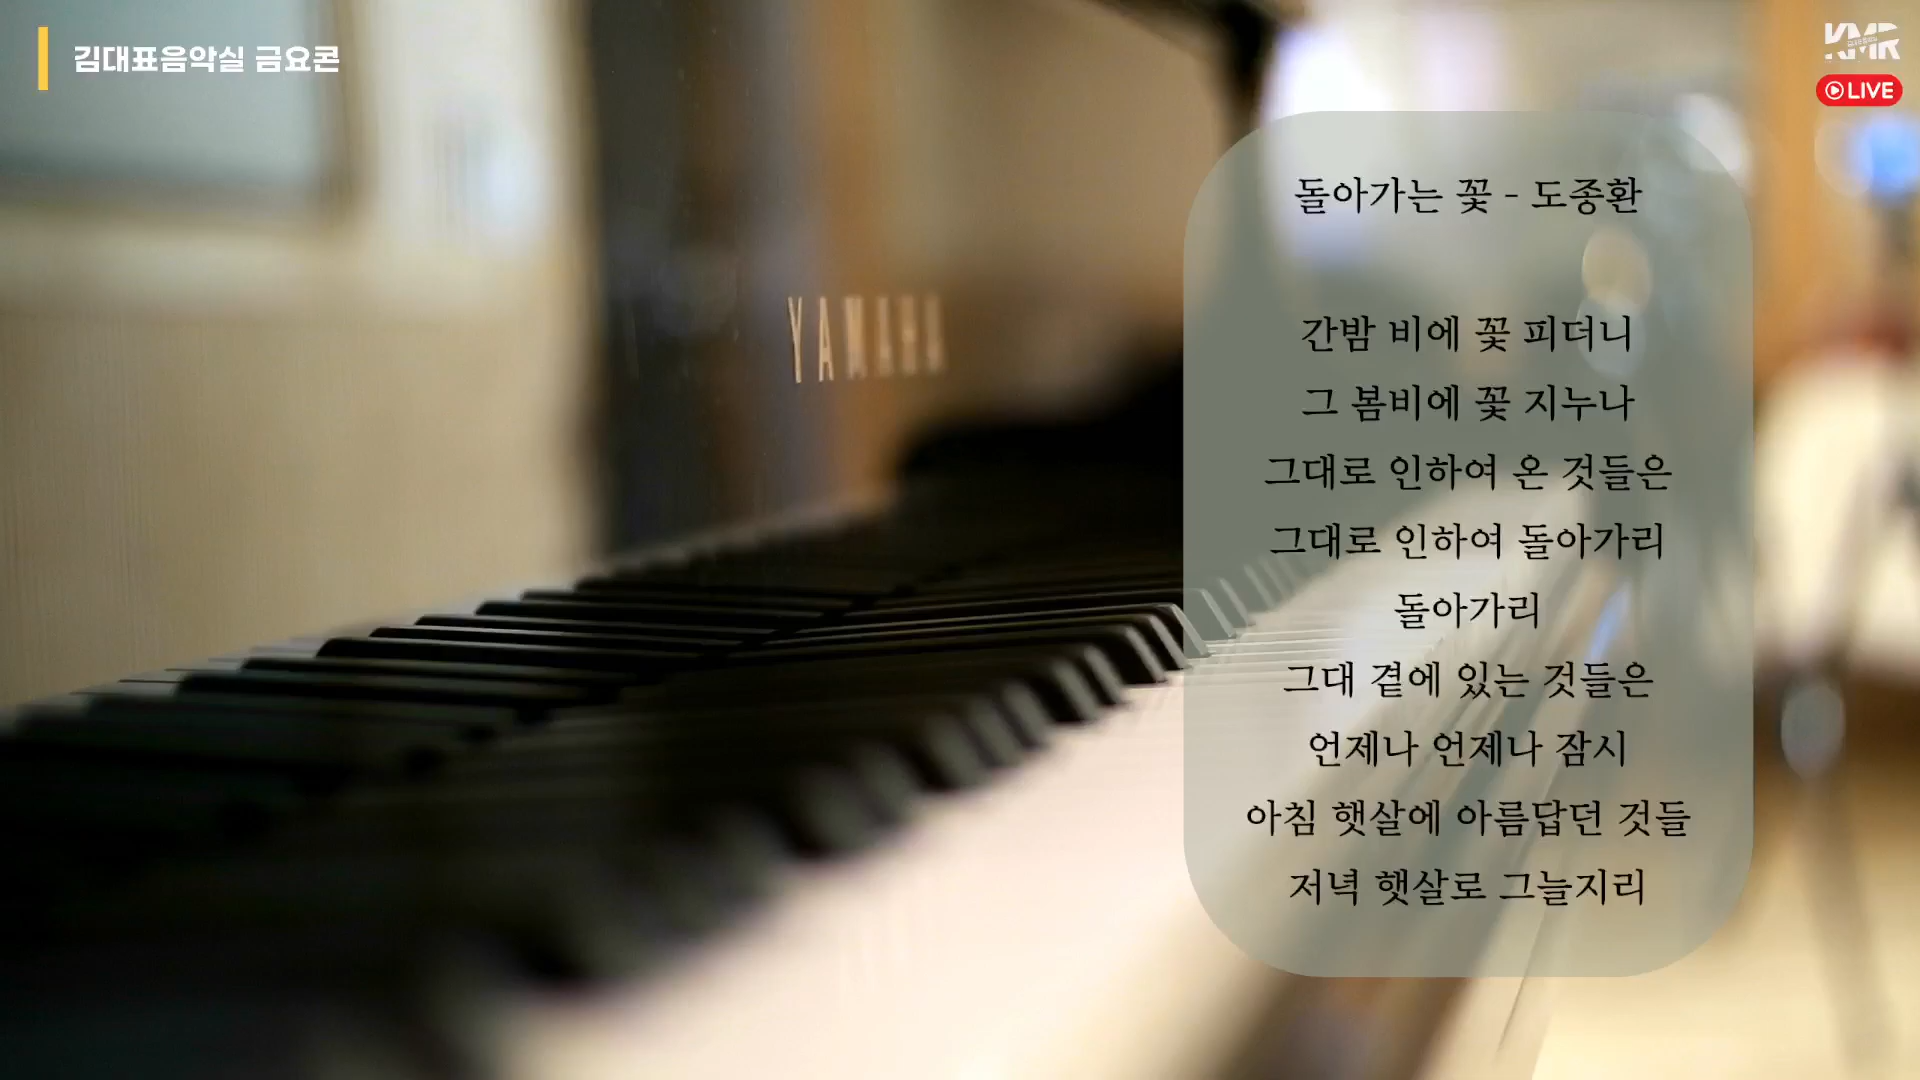 김대표음악실 금요콘
KMR
LIVE
YAMAHA
돌아가는 꽃 - 도종환
간밤 비에 꽃 피더니
그 봄비에 꽃 지누나
그대로 인하여 온 것들은
그대로 인하여 돌아가리
돌아가리
그대 곁에 있는 것들은
언제나 언제나 잠시
아침 햇살에 아름답던 것들
저녁 햇살로 그늘지리